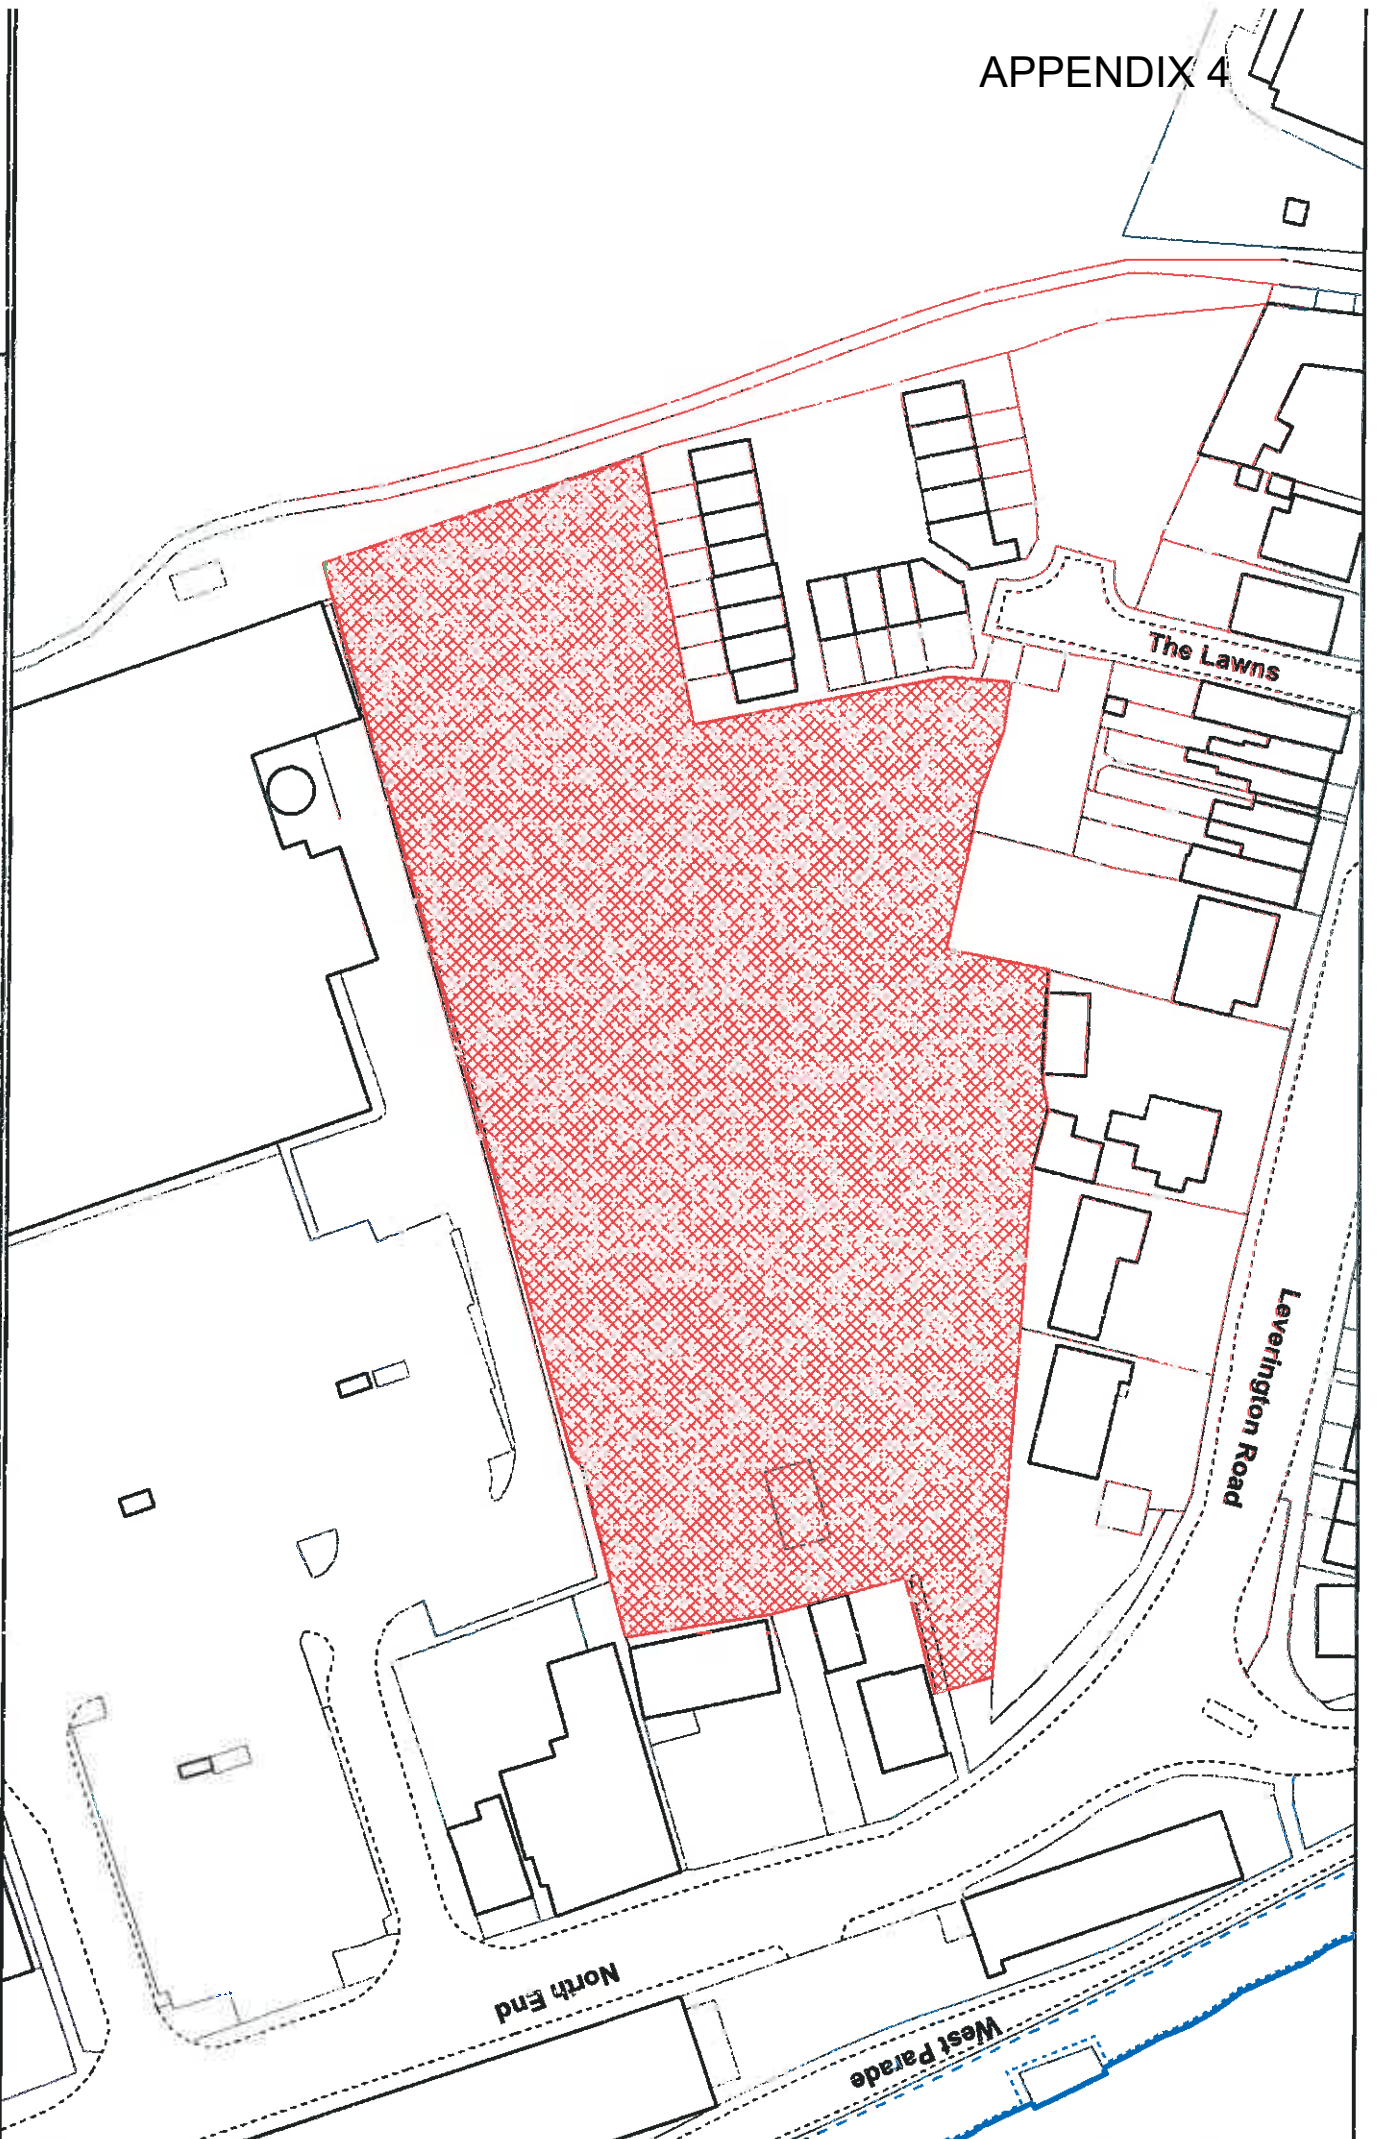 APPENDIX 4
The Lawns
Leverington Road
North End
West Parade